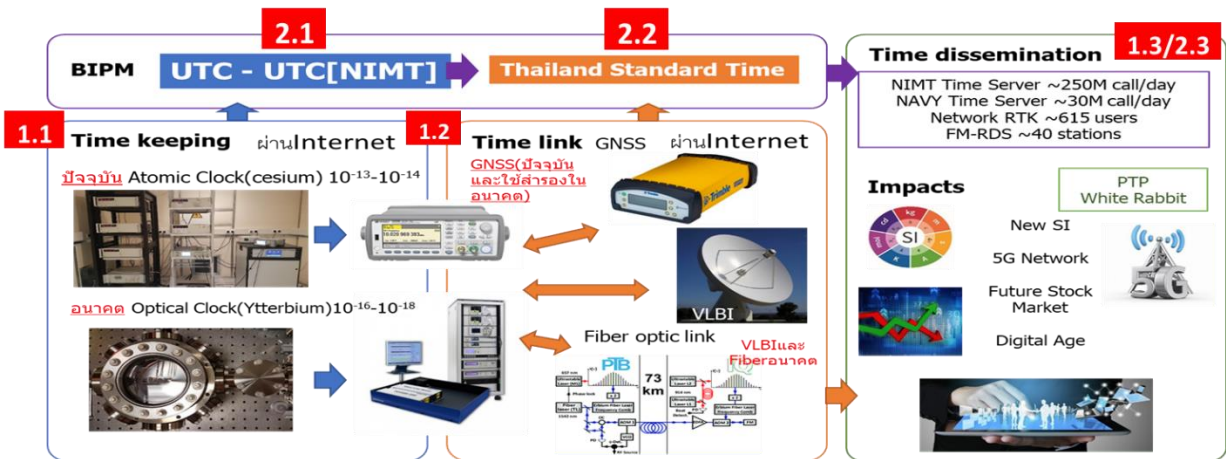 2.1
2.2
1.3/2.3
BIPM
UTC - UTC[NIMT]
Thailand Standard Time
Time dissemination
NIMT Time Server ~250M call/day
NAVY Time Server ~30M call/day
Network RTK ~615 users
FM-RDS ~40 stations
1.1
Time keeping ผ่านInternet
ปัจจุบัน Atomic Clock(cesium) 10-13-10-14
อนาคต Optical Clock(Ytterbium)10-16-10-18
1.2
Time link GNSS ผ่านInternet
GNSS(ปัจจุบัน
และใช้สำรองใน
อนาคต)
Trimble
VLBI
Fiber optic link
VLBIและ
Fiberอนาคต
PTB
73
km
Impacts
PTP
White Rabbit
SI
kg
New SI
5G Network
Future Stock
Market
Digital Age
5G